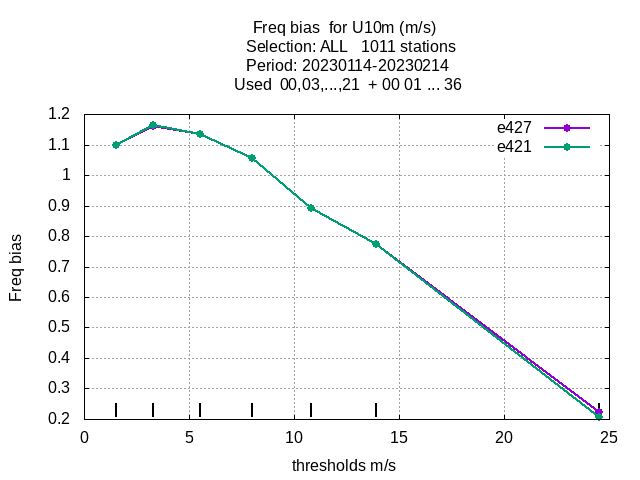 Freq bias  for U10m (m/s)
Selection: ALL   1011 stations
Period: 20230114-20230214
Used  00,03,...,21  + 00 01 ... 36
e427
e421
Freq bias
1.2
1.1
1
0.9
0.8
0.7
0.6
0.5
0.4
0.3
0.2
0 5 10 15 20 25
thresholds m/s